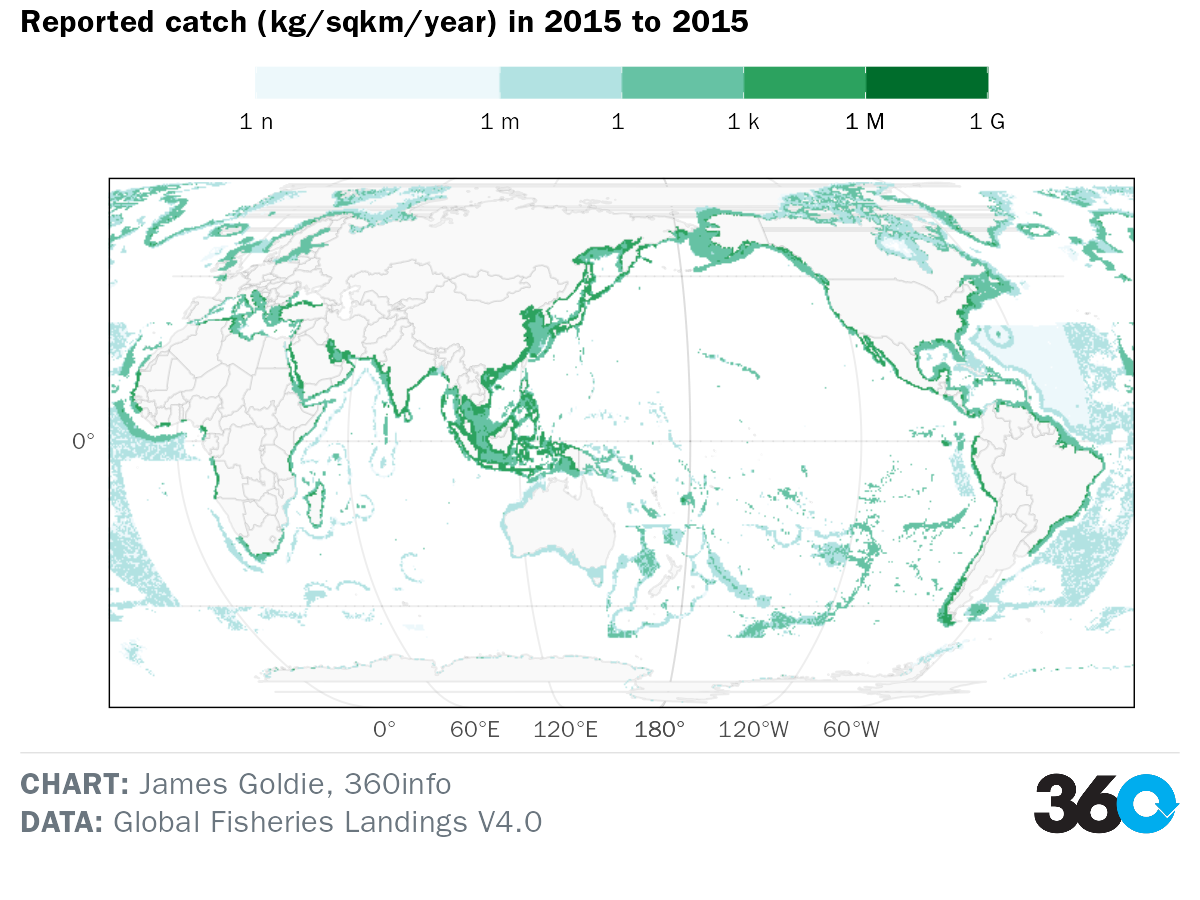 Reported catch (kg/sqkm/year) in 2015 to 2015
1 n 1 m 1 1 k 1 M 1 G
0°
0° 60°E 120°E 180° 120°W 60°W
CHART: James Goldie, 360info
DATA: Global Fisheries Landings V4.0
360